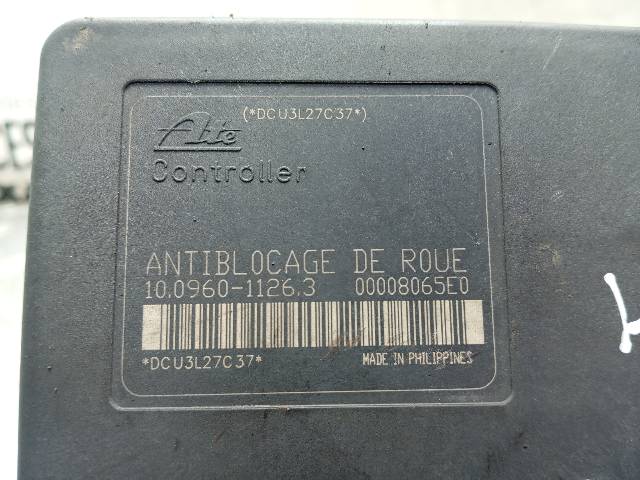 (*DCU3L27C37*)
Ate
Controller
ANTIBLOCAGE DE ROUE
10.0960-1126.3 00008065E0
*DCU3L27C37* MADE IN PHILIPPINES